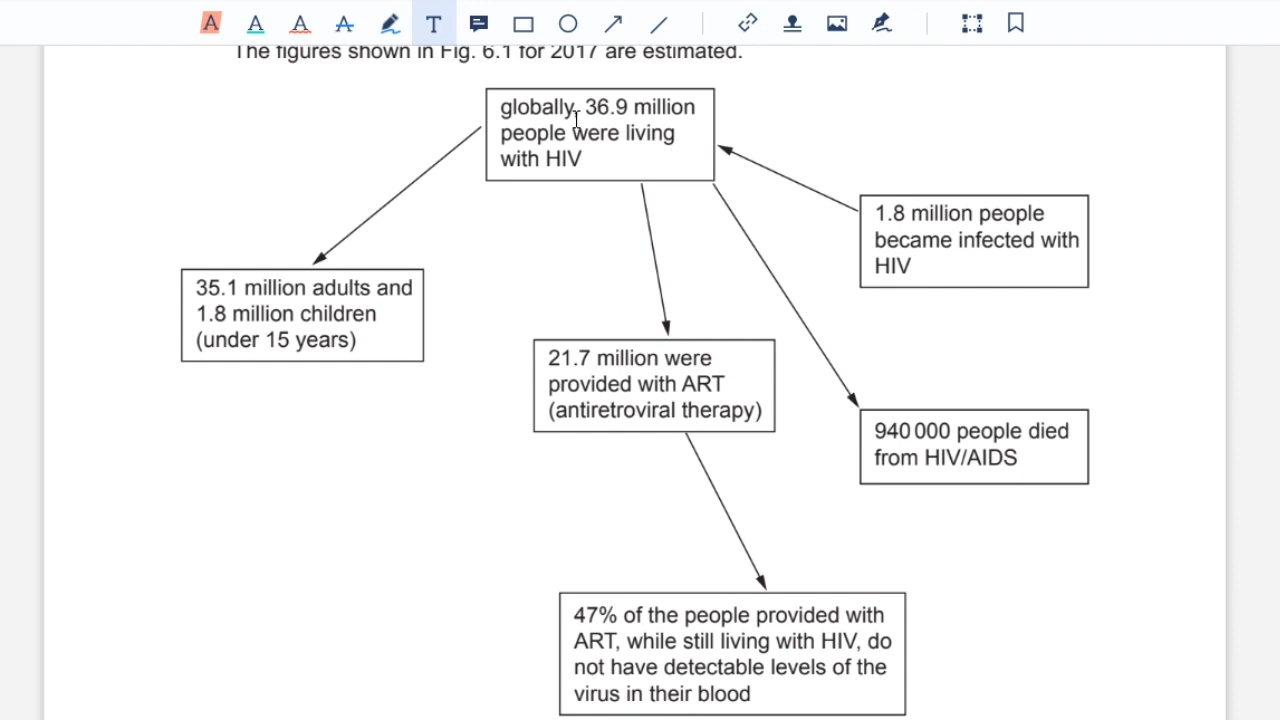 The figures shown in Fig. 6.1 for 2017 are estimated.
globally, 36.9 million
people were living
with HIV
1.8 million people
became infected with
HIV
35.1 million adults and
1.8 million children
(under 15 years)
21.7 million were
provided with ART
(antiretroviral therapy)
940 000 people died
from HIV/AIDS
47% of the people provided with
ART, while still living with HIV, do
not have detectable levels of the
virus in their blood